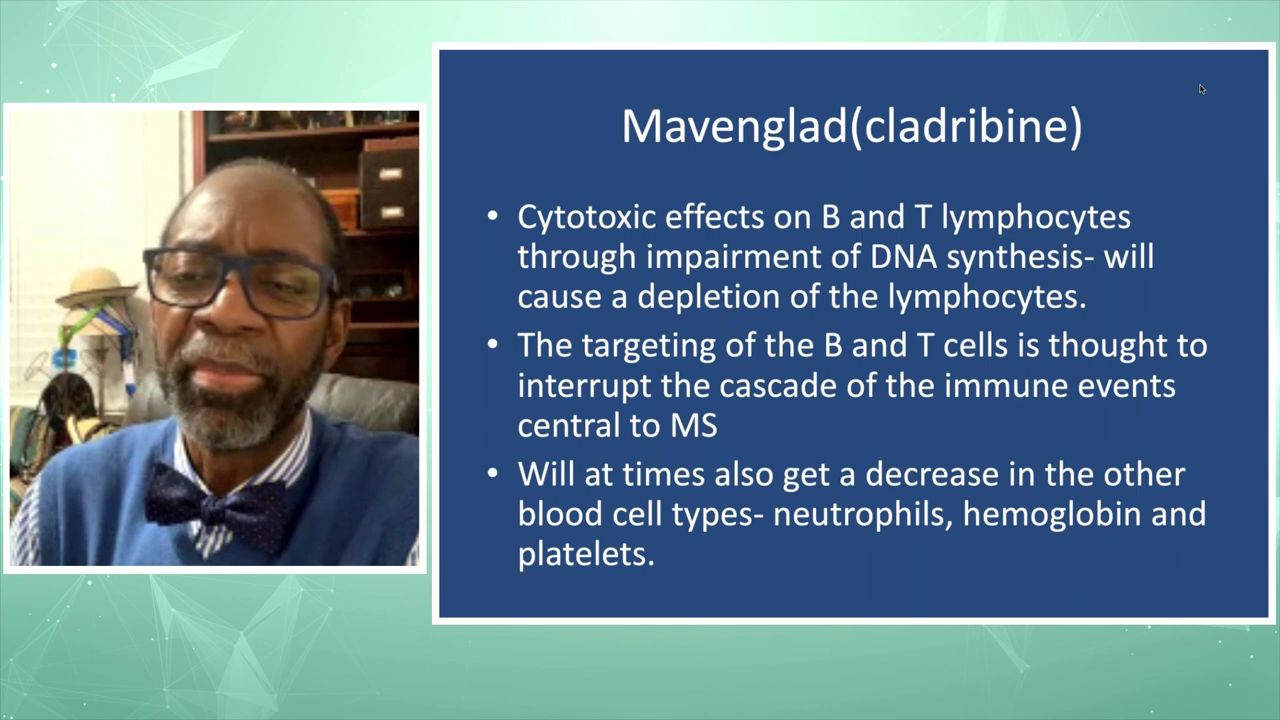 Mavenglad(cladribine)
• Cytotoxic effects on B and T lymphocytes
through impairment of DNA synthesis- will
cause a depletion of the lymphocytes.
• The targeting of the B and T cells is thought to
interrupt the cascade of the immune events
central to MS
• Will at times also get a decrease in the other
blood cell types- neutrophils, hemoglobin and
platelets.